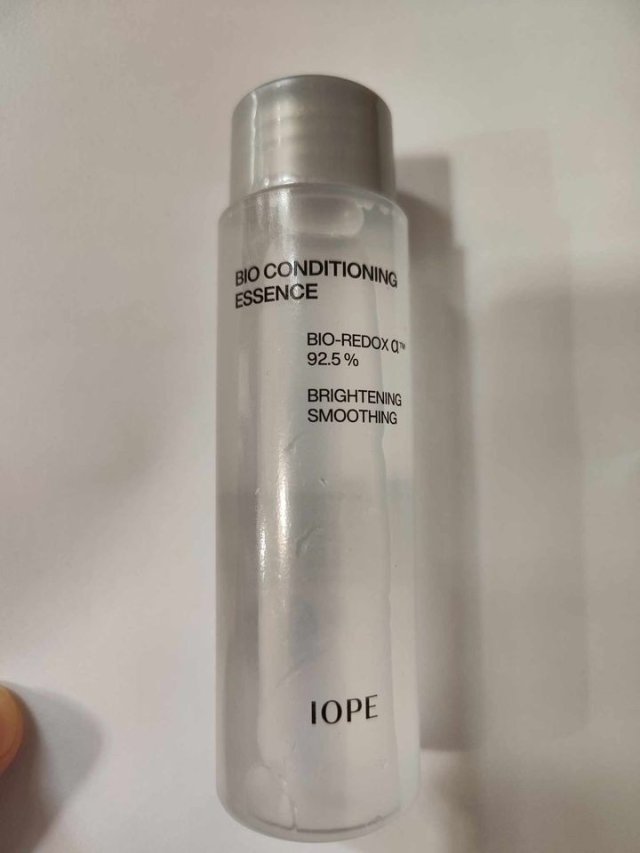 BIO CONDITIONING
ESSENCE
BIO-REDOX α™
92.5 %
BRIGHTENING
SMOOTHING
IOPE